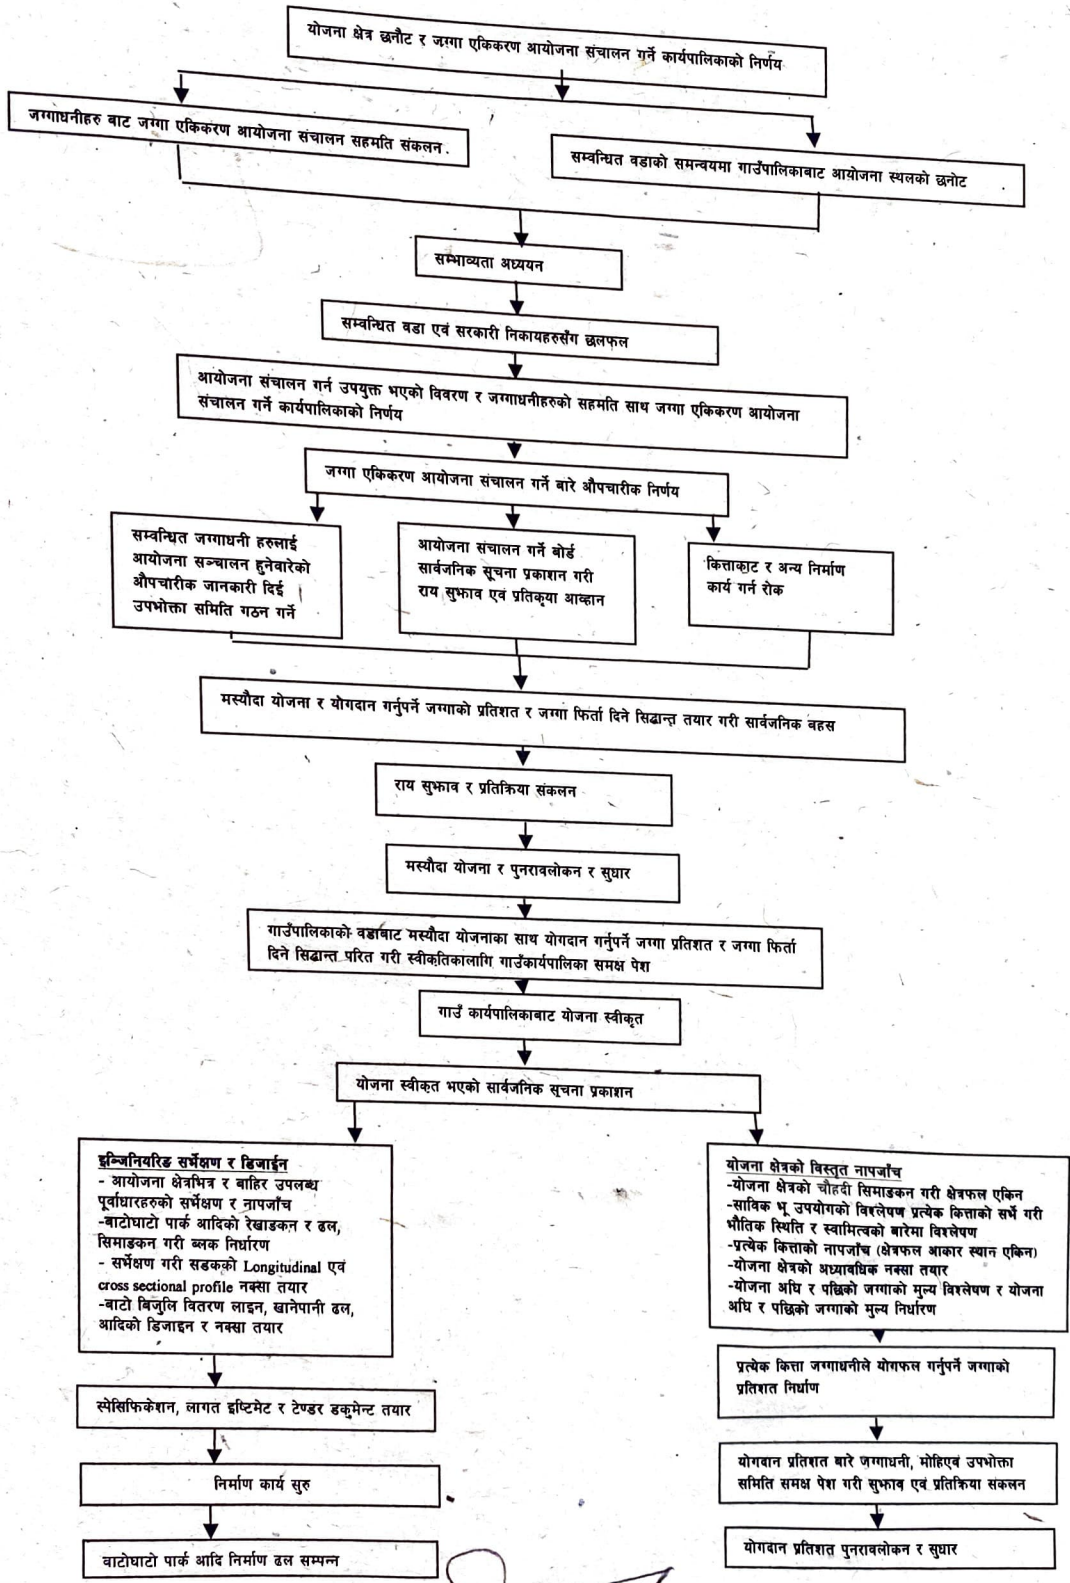 योजना क्षेत्र छनौट र जग्गा एकिकरण आयोजना संचालन गर्ने कार्यपालिकाको निर्णय
जग्गाधनीहरु बाट जग्गा एकिकरण आयोजना संचालन सहमति संकलन .
सम्वन्धित वडाको समन्वयमा गाउँपालिकाबाट आयोजना स्थलको छनोट
सम्भाव्यता अध्ययन
सम्वन्धित वडा एवं सरकारी निकायहरुसँग छलफल
आयोजना संचालन गर्न उपयुक्त भएको विवरण र जग्गाधनीहरुको सहमति साथ जग्गा एकिकरण आयोजना
संचालन गर्ने कार्यपालिकाको निर्णय
जग्गा एकिकरण आयोजना संचालन गर्ने बारे औपचारीक निर्णय
सम्वन्धित जग्गाधनी हरुलाई
आयोजना सञ्चालन हुनेवारेको
औपचारीक जानकारी दिई
उपभोक्ता समिति गठन गर्ने
आयोजना संचालन गर्ने बोर्ड
सार्वजनिक सूचना प्रकाशन गरी
राय सुझाव एवं प्रतिकृया आव्हान
कित्ताकाट र अन्य निर्माण
कार्य गर्न रोक
मस्यौदा योजना र योगदान गर्नुपर्ने जग्गाको प्रतिशत र जग्गा फिर्ता दिने सिद्धान्त तयार गरी सार्वजनिक वहस
राय सुझाव र प्रतिक्रिया संकलन
मस्यौदा योजना र पुनरावलोकन र सुधार
गाउँपालिकाको वडाबाट मस्यौदा योजनाका साथ योगदान गर्नुपर्ने जग्गा प्रतिशत र जग्गा फिर्ता
दिने सिद्धान्त परित गरी स्वीकृतिकालागि गाउँकार्यपालिका समक्ष पेश
गाउँ कार्यपालिकाबाट योजना स्वीकृत
योजना स्वीकृत भएको सार्वजनिक सूचना प्रकाशन
इञ्जिनियरिङ सर्भेक्षण र डिजाईन
- आयोजना क्षेत्रभित्र र बाहिर उपलब्ध
पूर्वाधारहरुको सर्भेक्षण र नापजाँच
-बाटोघाटो पार्क आदिको रेखाङकन र ढल,
सिमाङकन गरी ब्लक निर्धारण
- सर्भेक्षण गरी सडकको Longitudinal एवं
cross sectional profile नक्सा तयार
-बाटो बिजुलि वितरण लाइन, खानेपानी ढल,
आदिको डिजाइन र नक्सा तयार
योजना क्षेत्रको विस्तृत नापजाँच
-योजना क्षेत्रको चौहदी सिमाङकन गरी क्षेत्रफल एकिन
-साविक भू उपयोगको विश्लेषण प्रत्येक कित्ताको सर्भे गरी
भौतिक स्थिति र स्वामित्वको बारेमा विश्लेषण
-प्रत्येक कित्ताको नापजाँच (क्षेत्रफल आकार स्थान एकिन)
-योजना क्षेत्रको अध्यावधिक नक्सा तयार
-योजना अघि र पछिको जग्गाको मुल्य विश्लेषण र योजना
अघि र पछिको जग्गाको मुल्य निर्धारण
स्पेसिफिकेशन, लागत इष्टिमेट र टेण्डर डकुमेन्ट तयार
निर्माण कार्य सुरु
वाटोघाटो पार्क आदि निर्माण ढल सम्पन्न
प्रत्येक कित्ता जग्गाधनीले योगफल गर्नुपर्ने जग्गाको
प्रतिशत निर्धाण
योगदान प्रतिशत बारे जग्गाधनी, मोहिएवं उपभोक्ता
समिति समक्ष पेश गरी सुझाव एवं प्रतिक्रिया संकलन
योगदान प्रतिशत पुनरावलोकन र सुधार